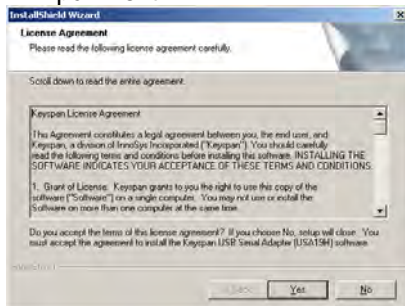 InstallShield Wizard
License Agreement
Please read the following license agreement carefully.
Scroll down to read the entire agreement.
Keyspan License Agreement
This Agreement constitutes a legal agreement between you, the end user, and
Keyspan, a division of InnoSys Incorporated ("Keyspan"). You should carefully
read the following terms and conditions before installing this software. INSTALLING THE
SOFTWARE INDICATES YOUR ACCEPTANCE OF THESE TERMS AND CONDITIONS.
1. Grant of License. Keyspan grants to you the right to use this copy of the
software ("Software") on a single computer. You may not use or install the
Software on more than one computer at the same time.
Do you accept the terms of this license agreement? If you choose No, setup will close. You
must accept the agreement to install the Keyspan USB Serial Adapter (USA19H) software.
InstallShield
< Back Yes No